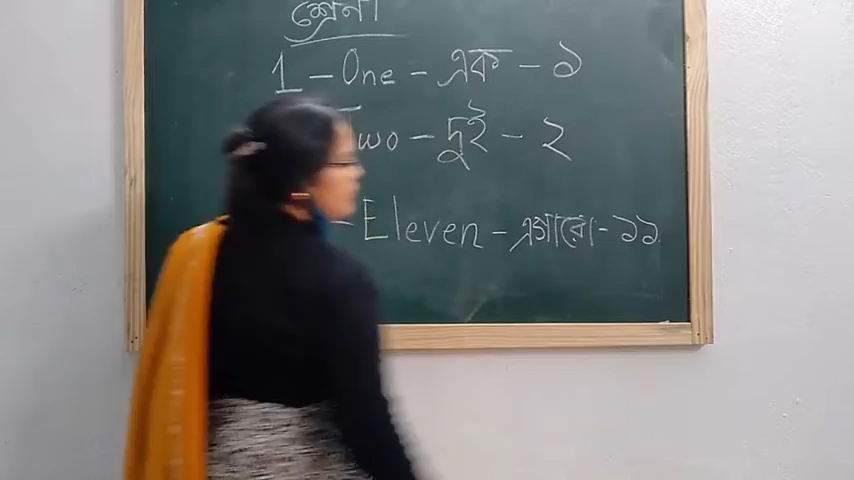 শ্রেনী
1 - One - এক - ১
Two - দুই - ২
- Eleven - এগারো - ১১